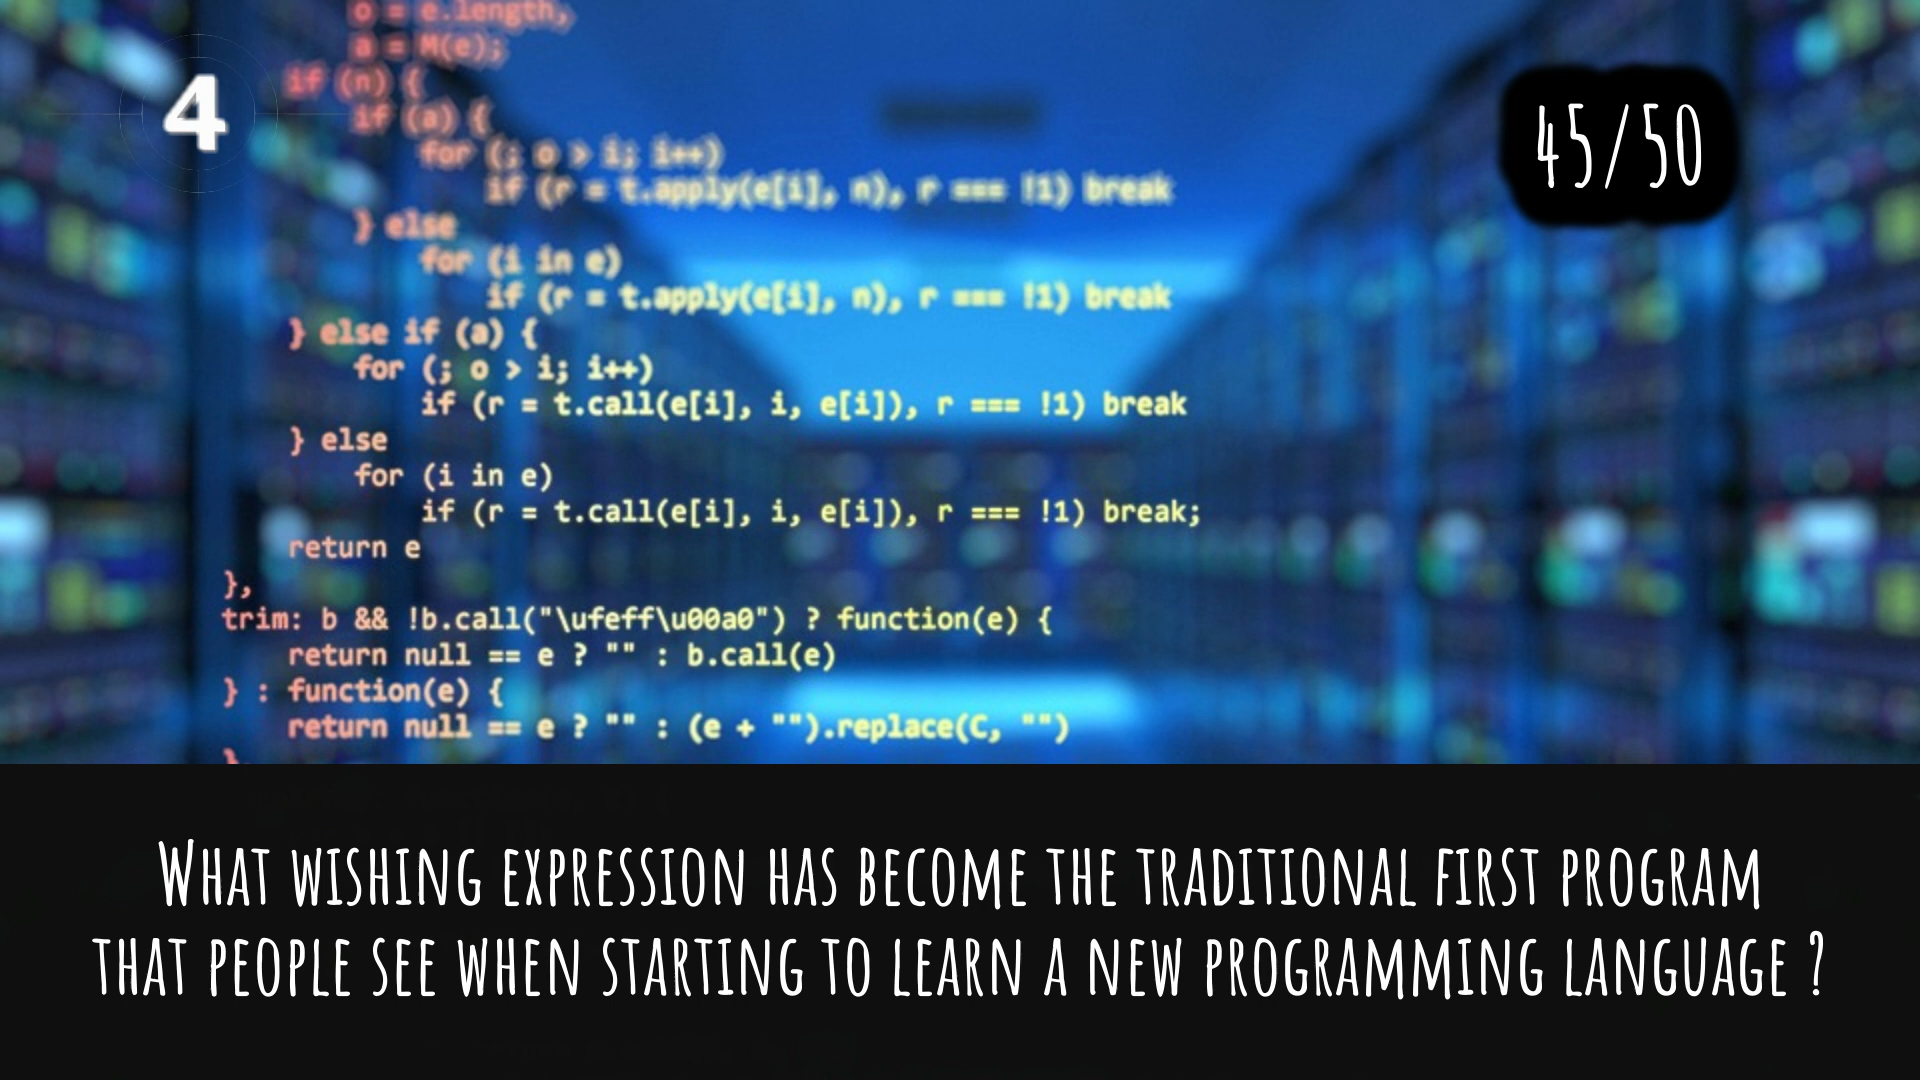 o = e.length,
a = M(e);
if (n) {
if (a) {
for (; o > i; i++)
if (r = t.apply(e[i], n), r === !1) break
} else
for (i in e)
if (r = t.apply(e[i], n), r === !1) break
} else if (a) {
for (; o > i; i++)
if (r = t.call(e[i], i, e[i]), r === !1) break
} else
for (i in e)
if (r = t.call(e[i], i, e[i]), r === !1) break;
return e
},
trim: b && !b.call("\ufeff\u00a0") ? function(e) {
return null == e ? "" : b.call(e)
} : function(e) {
return null == e ? "" : (e + "").replace(C, "")
},
4
45/50
What wishing expression has become the traditional first program
that people see when starting to learn a new programming language ?